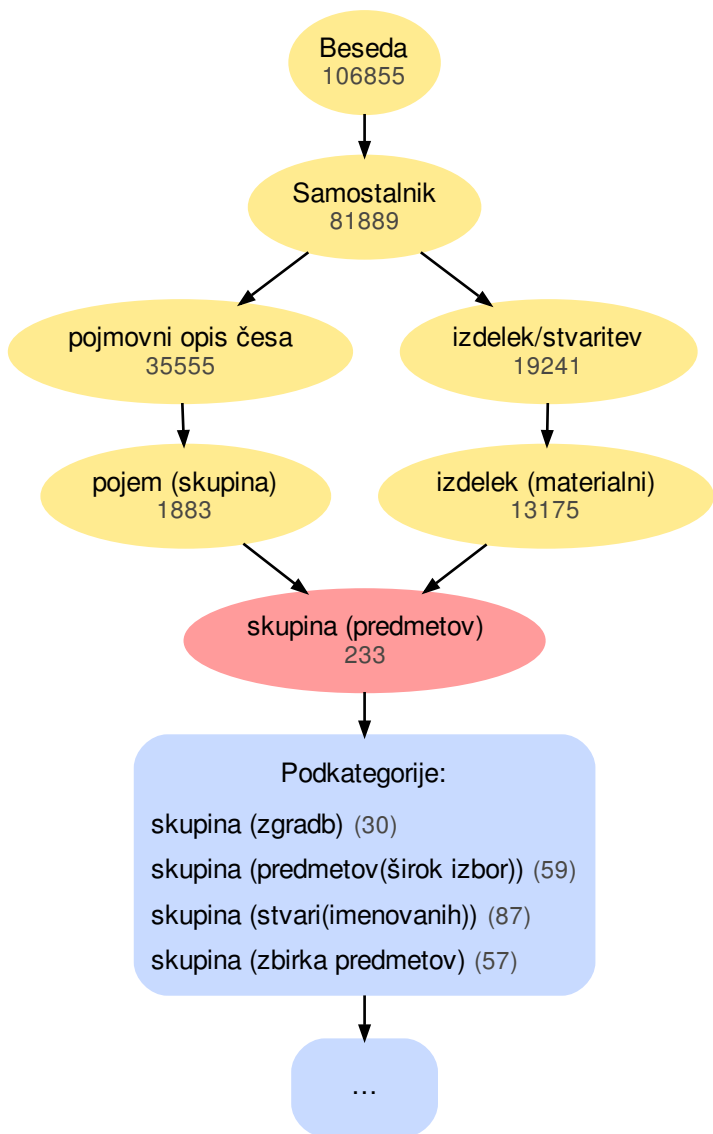 Beseda
106855
Samostalnik
81889
pojmovni opis česa
35555
izdelek/stvaritev
19241
pojem (skupina)
1883
izdelek (materialni)
13175
skupina (predmetov)
233
Podkategorije:
skupina (zgradb) (30)
skupina (predmetov(širok izbor)) (59)
skupina (stvari(imenovanih)) (87)
skupina (zbirka predmetov) (57)
…